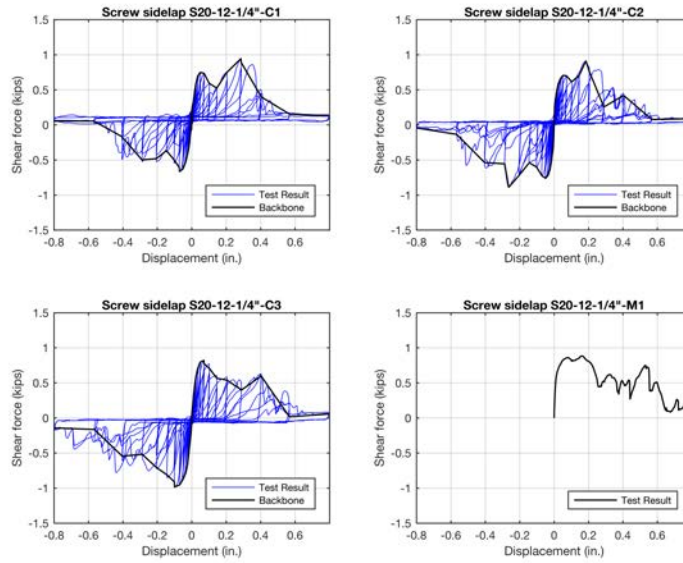 Screw sidelap S20-12-1/4"-C1
1.5
1
0.5
0
-0.5
-1
1.5
-0.8 -0.6 -0.4 -0.2 0 0.2 0.4 0.6
Shear force (kips)
Displacement (in.)
Test Result
Backbone
Screw sidelap S20-12-1/4"-C2
1.5
1
0.5
0
-0.5
-1
1.5
-0.8 -0.6 -0.4 -0.2 0 0.2 0.4 0.6
Shear force (kips)
Displacement (in.)
Test Result
Backbone
Screw sidelap S20-12-1/4"-C3
1.5
1
0.5
0
-0.5
-1
1.5
-0.8 -0.6 -0.4 -0.2 0 0.2 0.4 0.6
Shear force (kips)
Displacement (in.)
Test Result
Backbone
Screw sidelap S20-12-1/4"-M1
1.5
1
0.5
0
-0.5
-1
1.5
-0.8 -0.6 -0.4 -0.2 0 0.2 0.4 0.6
Shear force (kips)
Displacement (in.)
Test Result